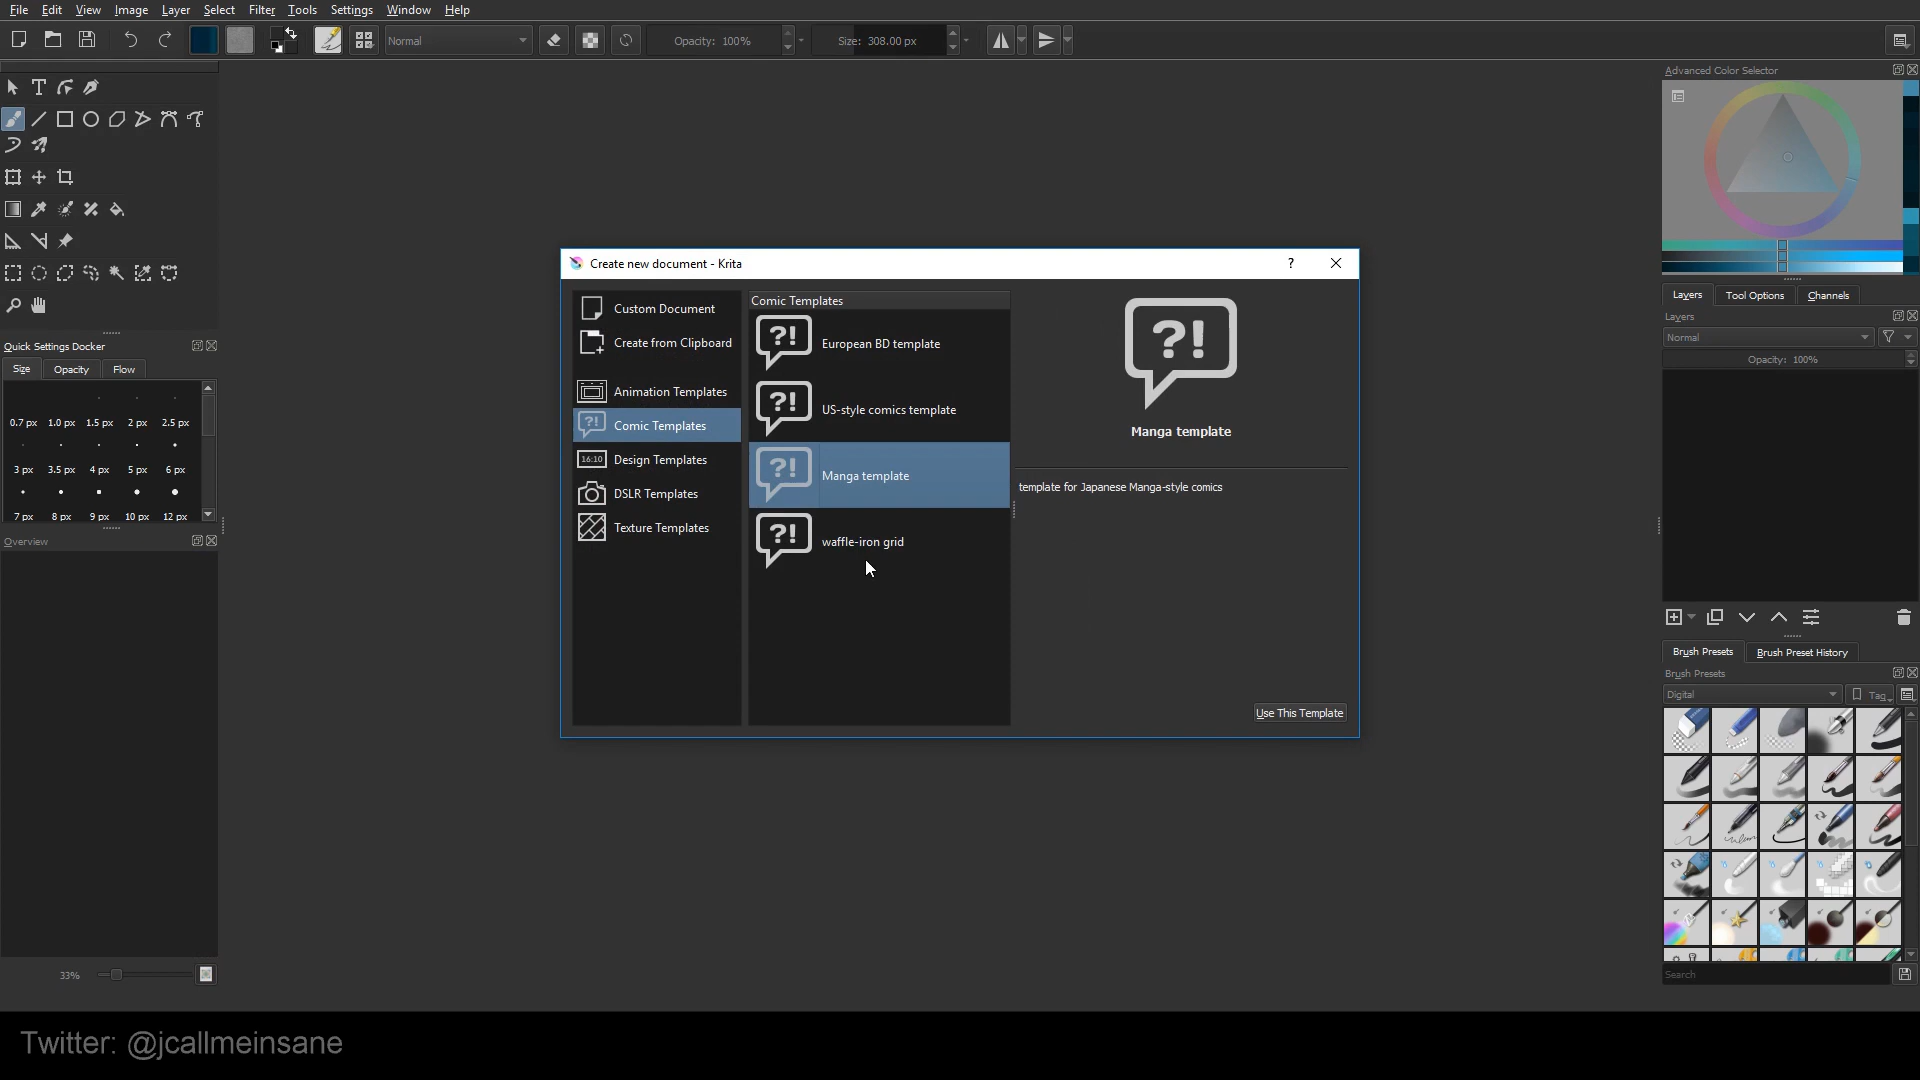 File Edit View Image Layer Select Filter Tools Settings Window Help
Normal Opacity: 100% Size: 308.00 px
Advanced Color Selector
Quick Settings Docker
Size Opacity Flow
0.7 px 1.0 px 1.5 px 2 px 2.5 px
3 px 3.5 px 4 px 5 px 6 px
7 px 8 px 9 px 10 px 12 px
Overview
33%
Create new document - Krita ?
Custom Document
Create from Clipboard
Animation Templates
?! Comic Templates
16:10 Design Templates
DSLR Templates
Texture Templates
Comic Templates
?! European BD template
?! US-style comics template
?! Manga template
?! waffle-iron grid
?!
Manga template
template for Japanese Manga-style comics
Use This Template
Layers Tool Options Channels
Layers
Normal
Opacity: 100%
Brush Presets Brush Preset History
Brush Presets
Digital Tag
Search
Twitter: @jcallmeinsane